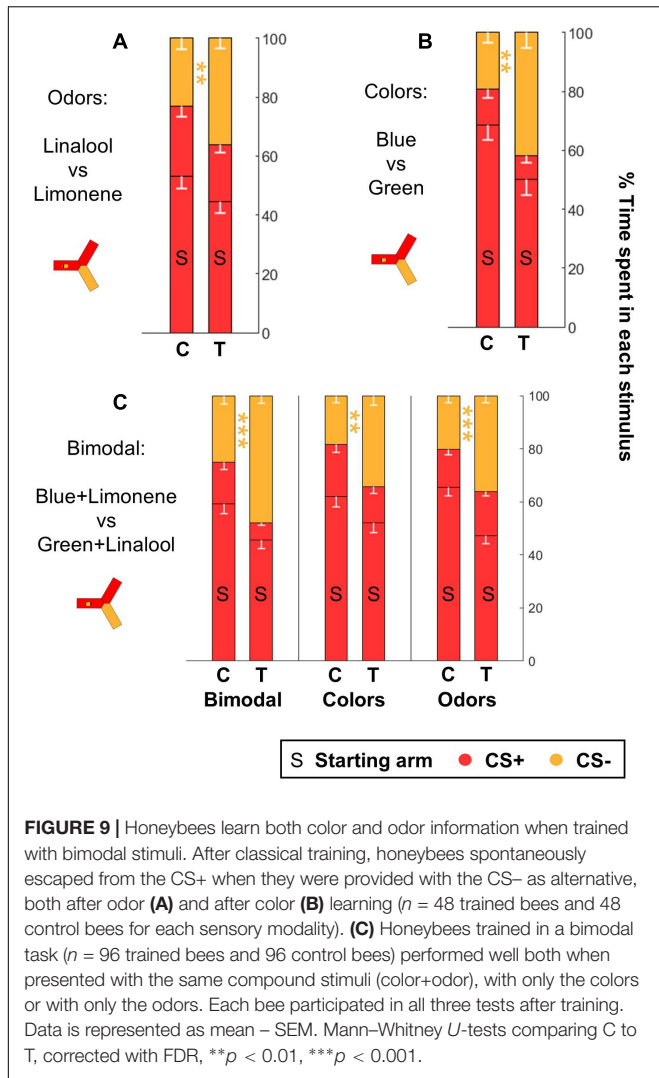 A
Odors:
Linalool
vs
Limonene
100
80
60
40
20
0
**
S
S
C T
B
Colors:
Blue
vs
Green
100
80
60
40
20
0
**
S
S
C T
% Time spent in each stimulus
C
Bimodal:
Blue+Limonene
vs
Green+Linalool
***
**
***
100
80
60
40
20
0
S S S S S S
C T C T C T
Bimodal Colors Odors
S Starting arm CS+ CS-
FIGURE 9 | Honeybees learn both color and odor information when trained
with bimodal stimuli. After classical training, honeybees spontaneously
escaped from the CS+ when they were provided with the CS– as alternative,
both after odor (A) and after color (B) learning (n = 48 trained bees and 48
control bees for each sensory modality). (C) Honeybees trained in a bimodal
task (n = 96 trained bees and 96 control bees) performed well both when
presented with the same compound stimuli (color+odor), with only the colors
or with only the odors. Each bee participated in all three tests after training.
Data is represented as mean – SEM. Mann–Whitney U-tests comparing C to
T, corrected with FDR, **p < 0.01, ***p < 0.001.